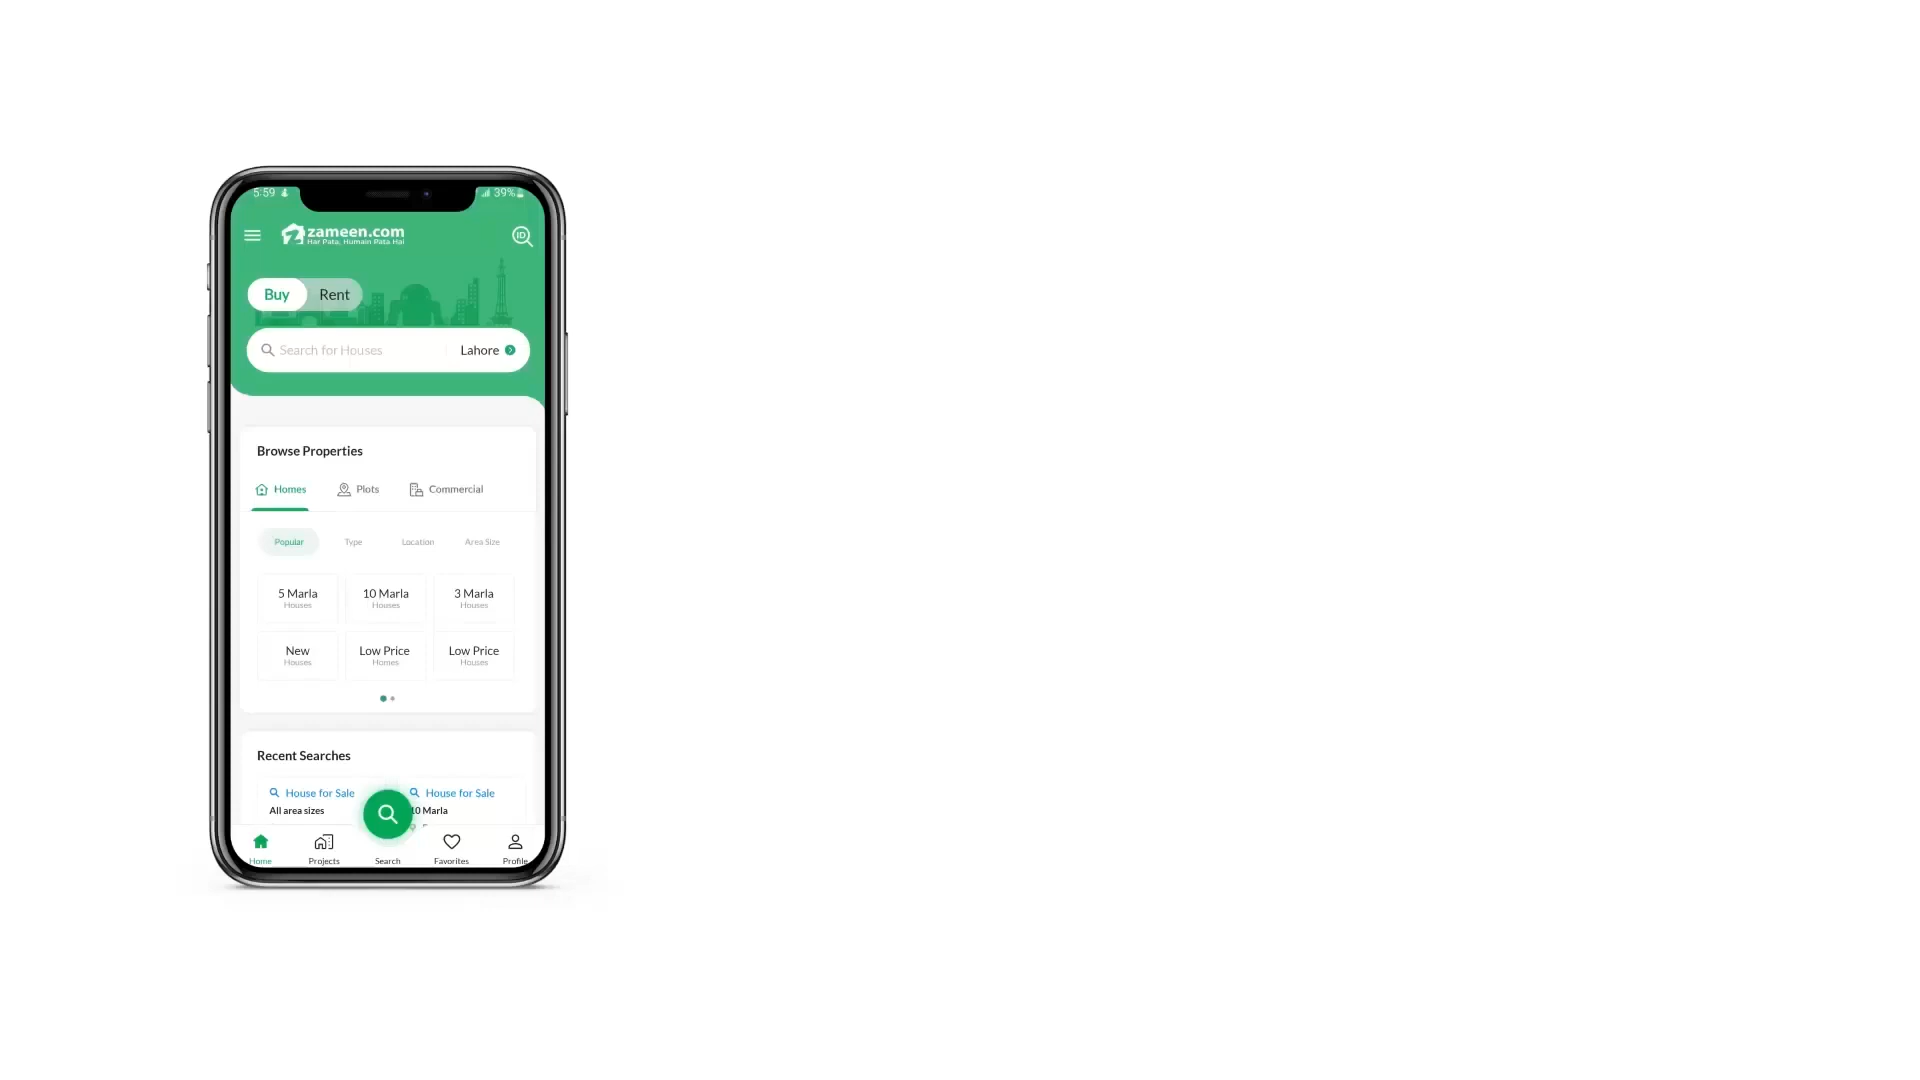 5:59
39%
zameen.com
Har Pata, Humain Pata Hai
ID
Buy
Rent
Search for Houses
Lahore
Browse Properties
Homes
Plots
Commercial
Popular
Type
Location
Area Size
5 Marla
Houses
10 Marla
Houses
3 Marla
Houses
New
Houses
Low Price
Homes
Low Price
Houses
Recent Searches
House for Sale
All area sizes
House for Sale
10 Marla
Home
Projects
Search
Favorites
Profile